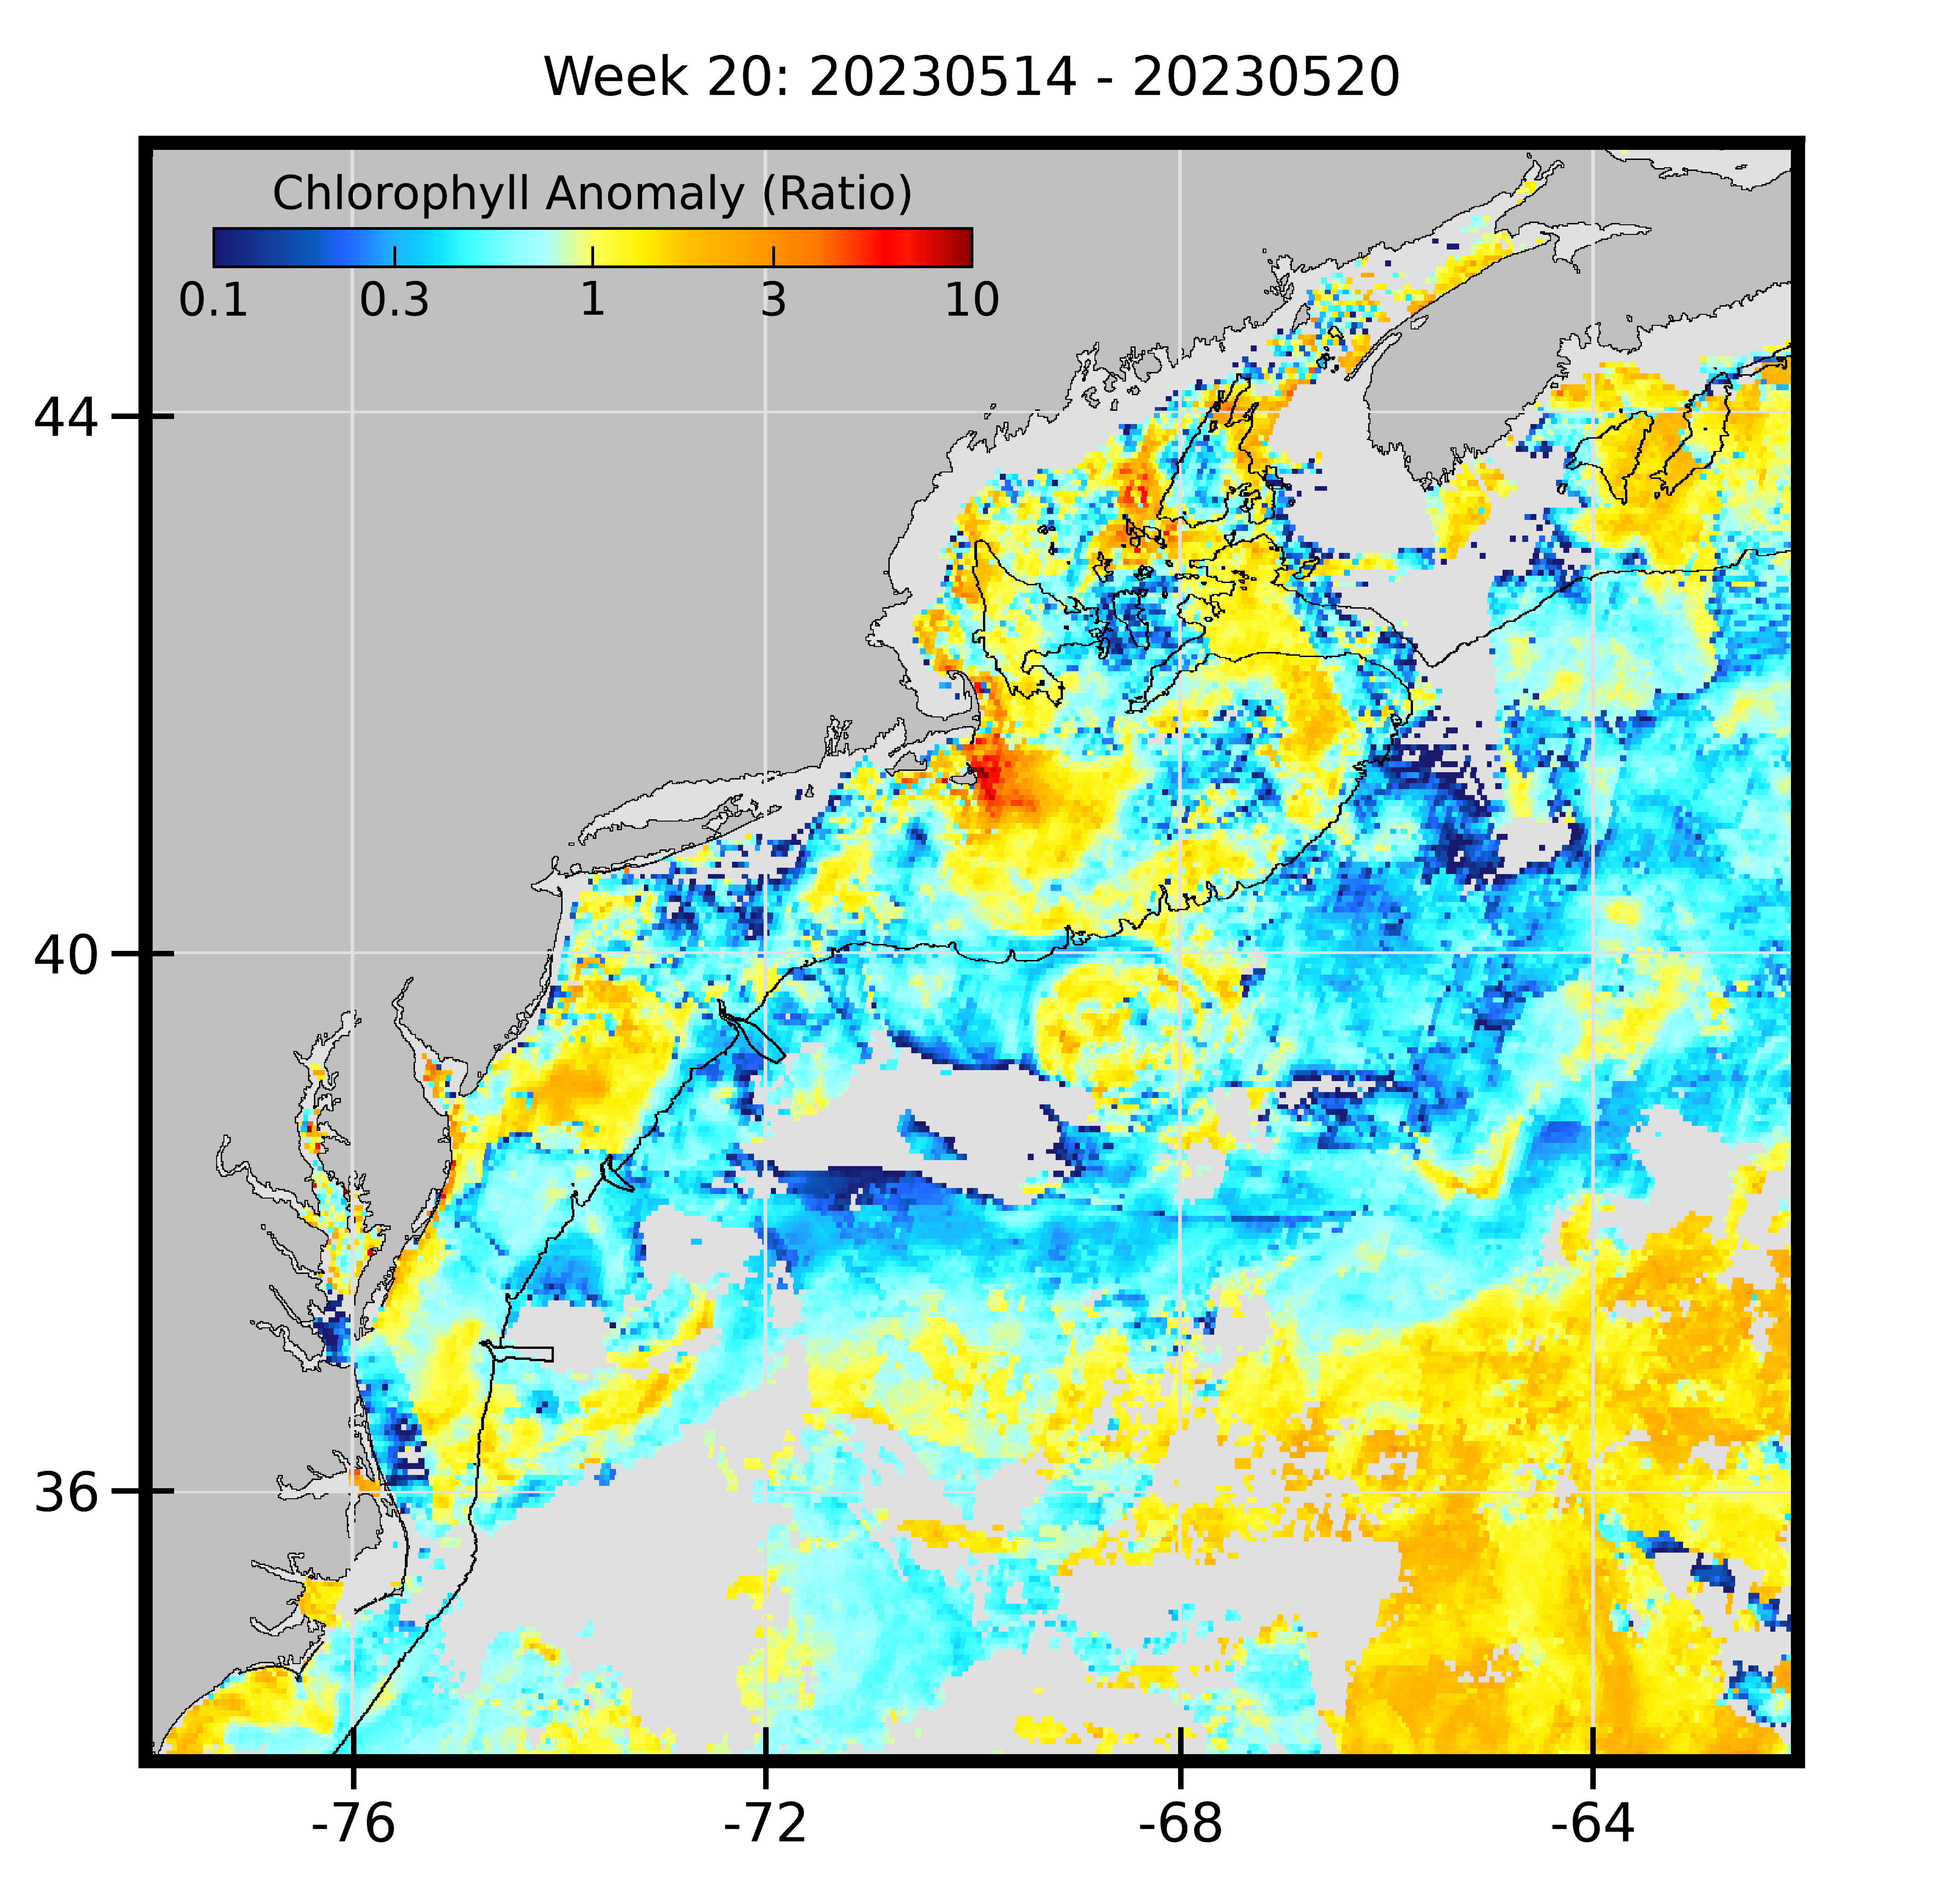 Week 20: 20230514 - 20230520
Chlorophyll Anomaly (Ratio)
0.1 0.3 1 3 10
44
40
36
-76 -72 -68 -64